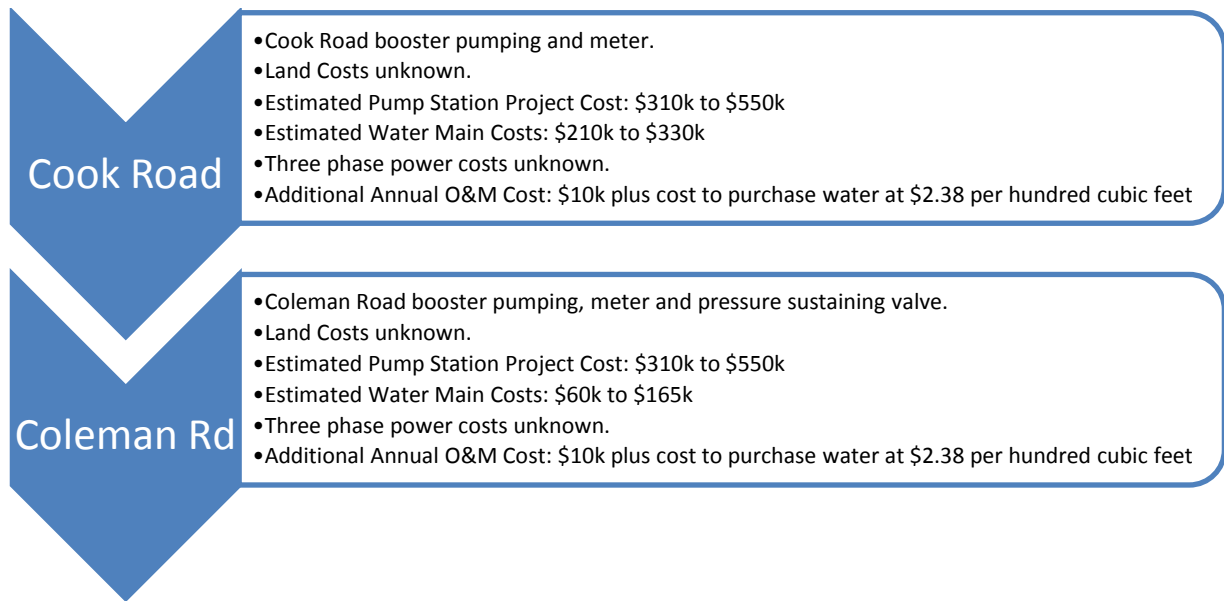 Cook Road
•Cook Road booster pumping and meter.
•Land Costs unknown.
•Estimated Pump Station Project Cost: $310k to $550k
•Estimated Water Main Costs: $210k to $330k
•Three phase power costs unknown.
•Additional Annual O&M Cost: $10k plus cost to purchase water at $2.38 per hundred cubic feet
Coleman Rd
•Coleman Road booster pumping, meter and pressure sustaining valve.
•Land Costs unknown.
•Estimated Pump Station Project Cost: $310k to $550k
•Estimated Water Main Costs: $60k to $165k
•Three phase power costs unknown.
•Additional Annual O&M Cost: $10k plus cost to purchase water at $2.38 per hundred cubic feet